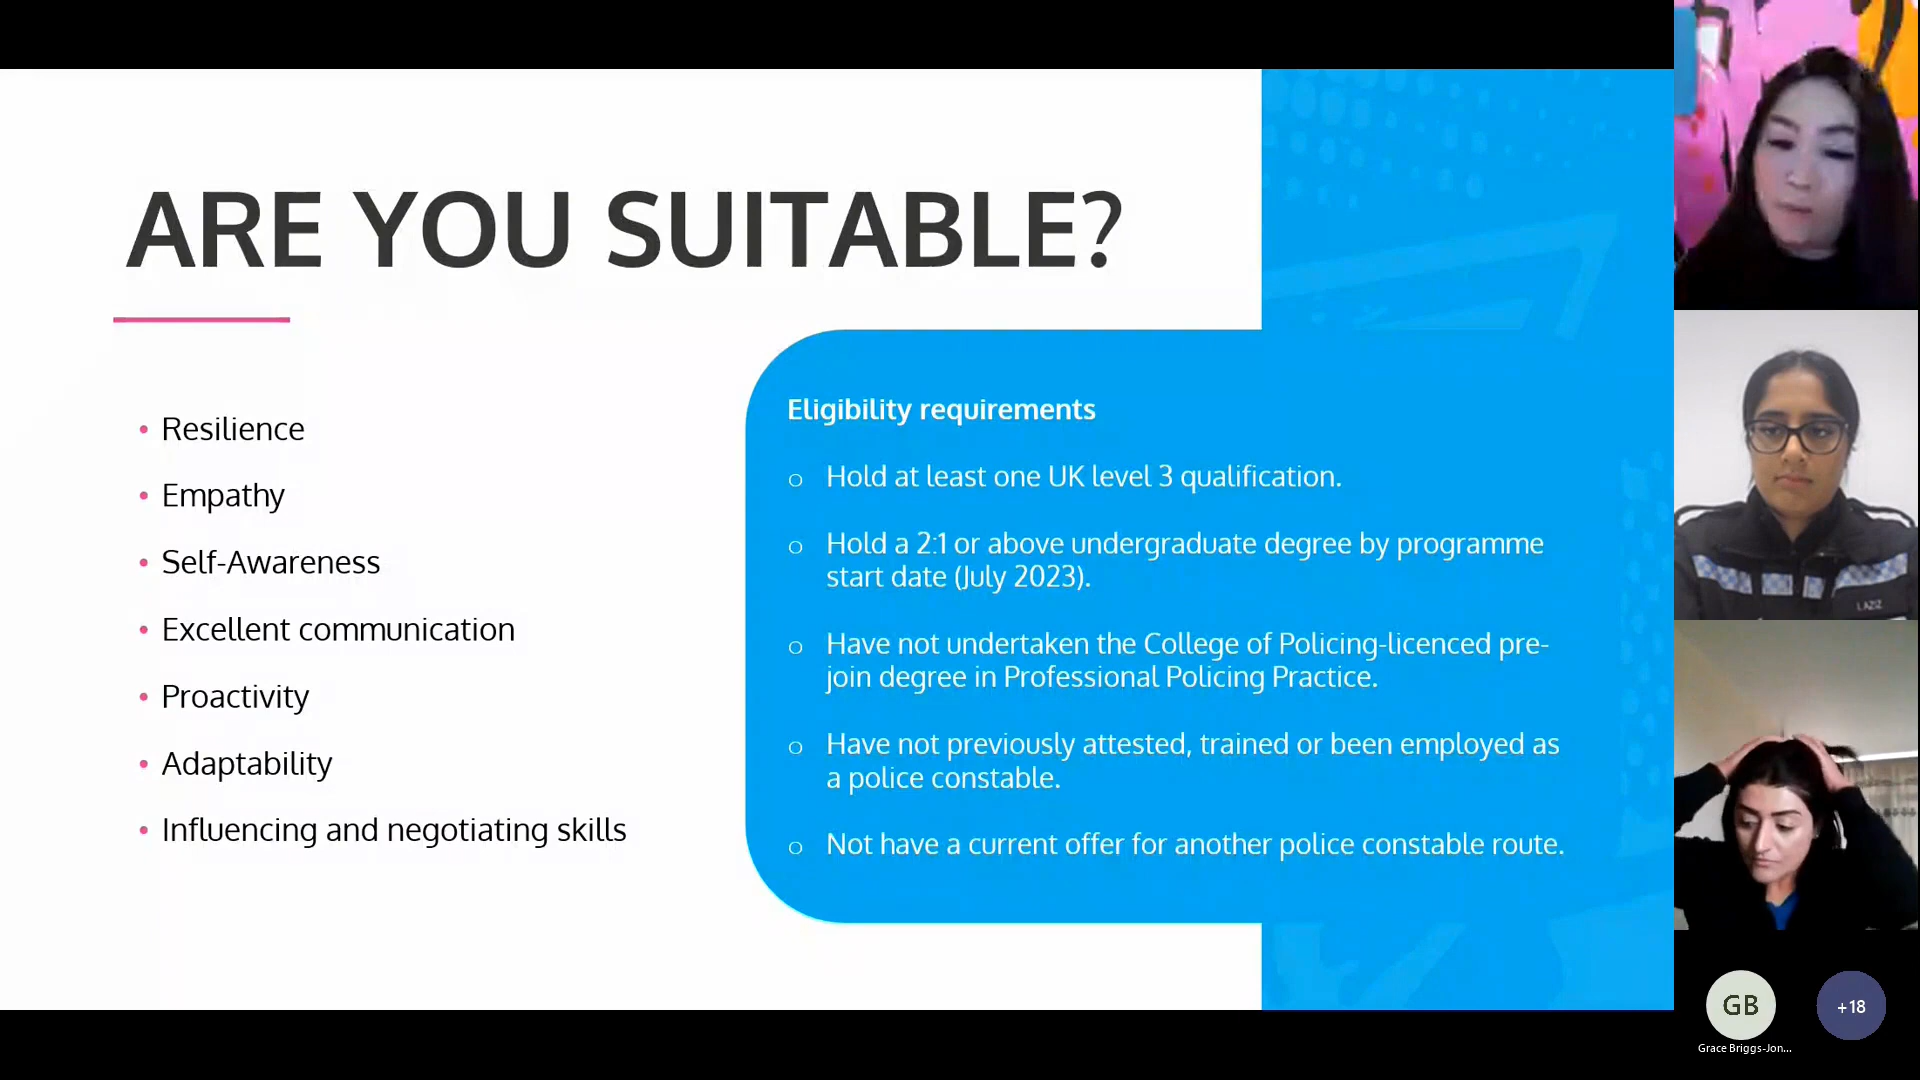 ARE YOU SUITABLE?
• Resilience
• Empathy
• Self-Awareness
• Excellent communication
• Proactivity
• Adaptability
• Influencing and negotiating skills
Eligibility requirements
o Hold at least one UK level 3 qualification.
o Hold a 2:1 or above undergraduate degree by programme
start date (July 2023).
o Have not undertaken the College of Policing-licenced pre-
join degree in Professional Policing Practice.
o Have not previously attested, trained or been employed as
a police constable.
o Not have a current offer for another police constable route.
I.AZIZ
GB
+18
Grace Briggs-Jon...